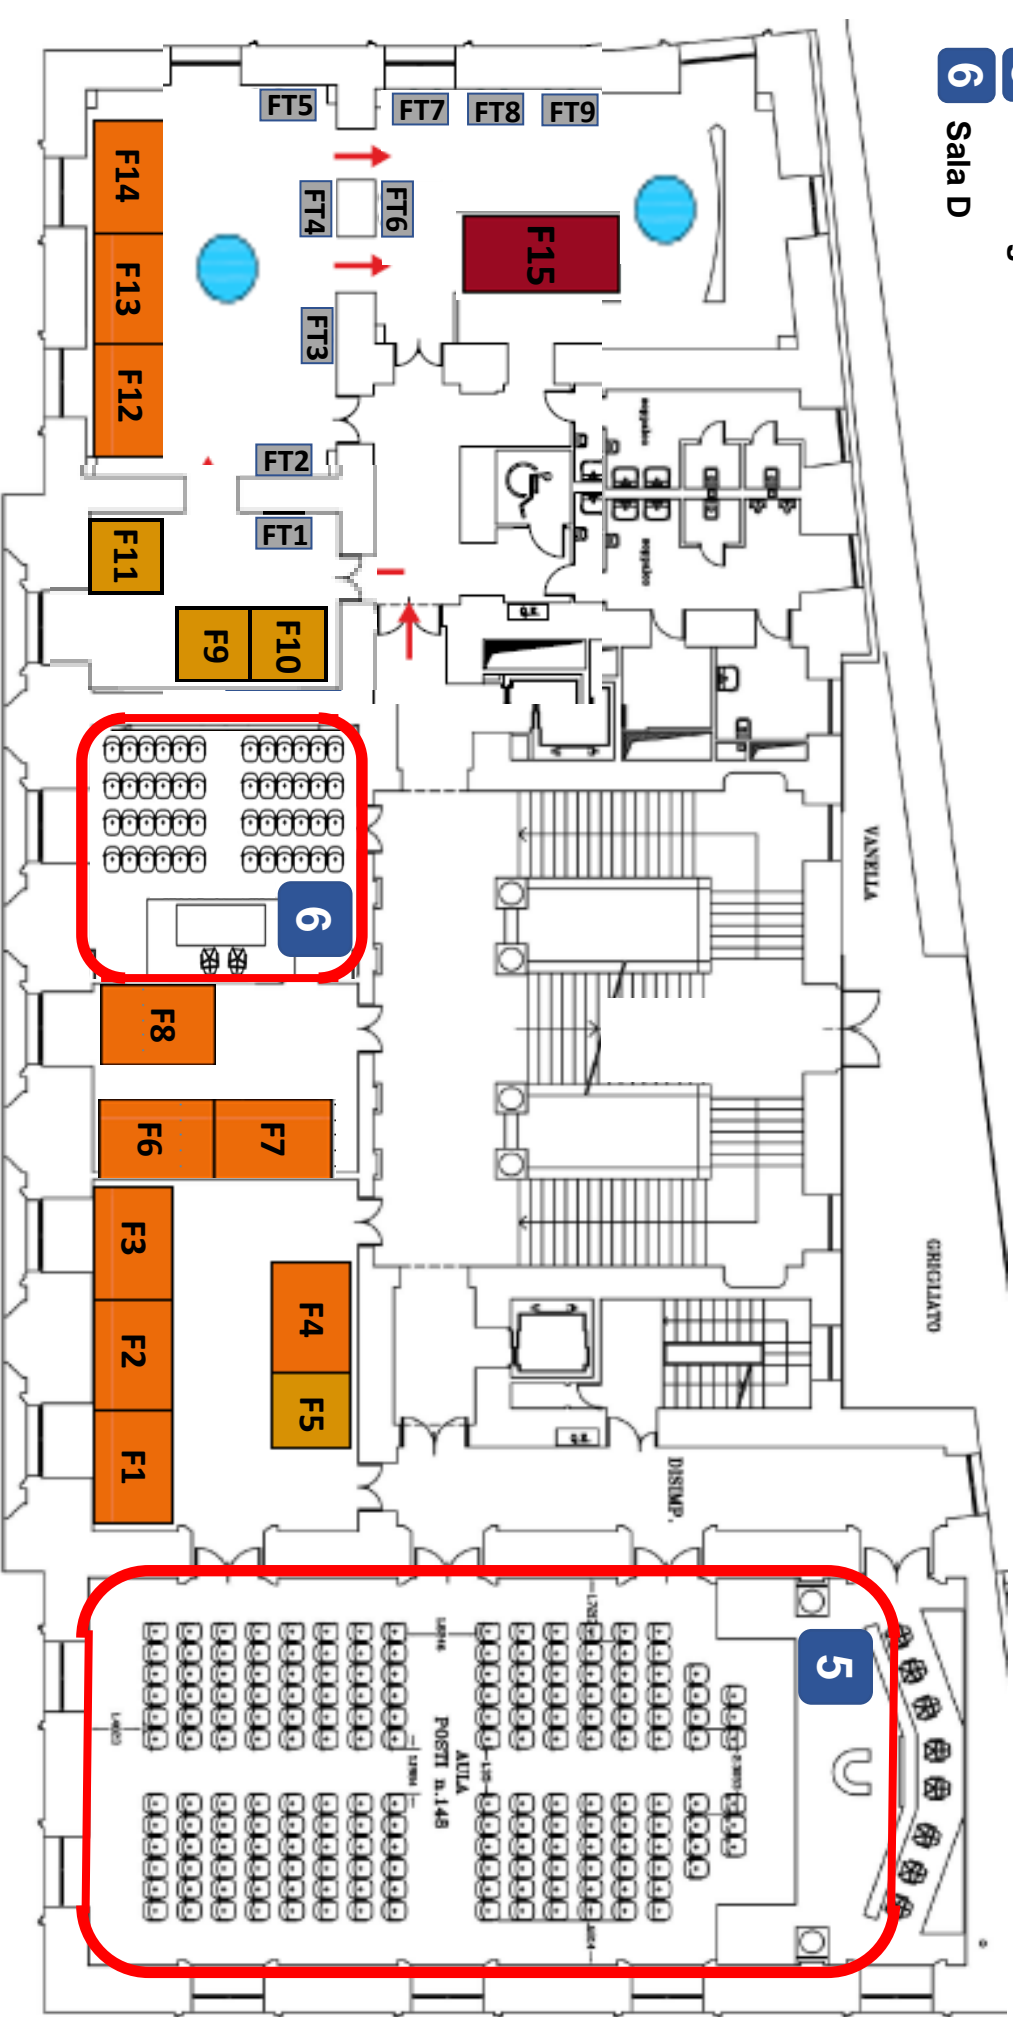 6 Sala D
FT5
FT7
FT8
FT9
F14
FT4
FT6
F15
F13
FT3
F12
FT2
F11
FT1
F9
F10
Q.E.
VANELLA
6
F8
F6
F7
F3
GRIGLIATO
F4
F2
F5
F1
Q.E.
DISIMP.
5
AULA
POSTI n.148